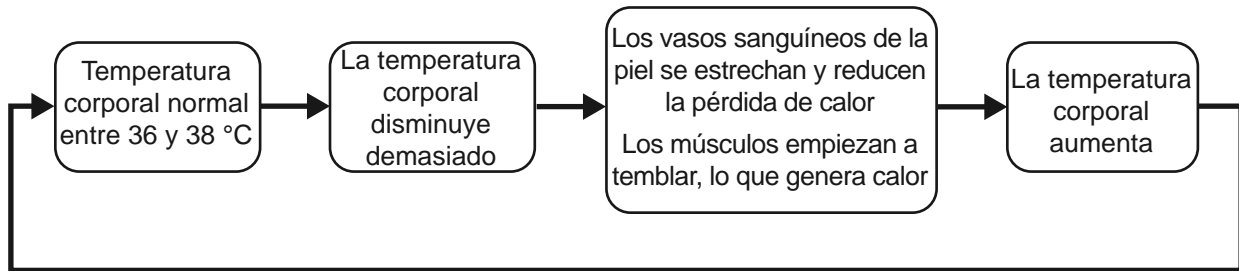 Temperatura
corporal normal
entre 36 y 38 °C
La temperatura
corporal
disminuye
demasiado
Los vasos sanguíneos de la
piel se estrechan y reducen
la pérdida de calor
Los músculos empiezan a
temblar, lo que genera calor
La temperatura
corporal
aumenta